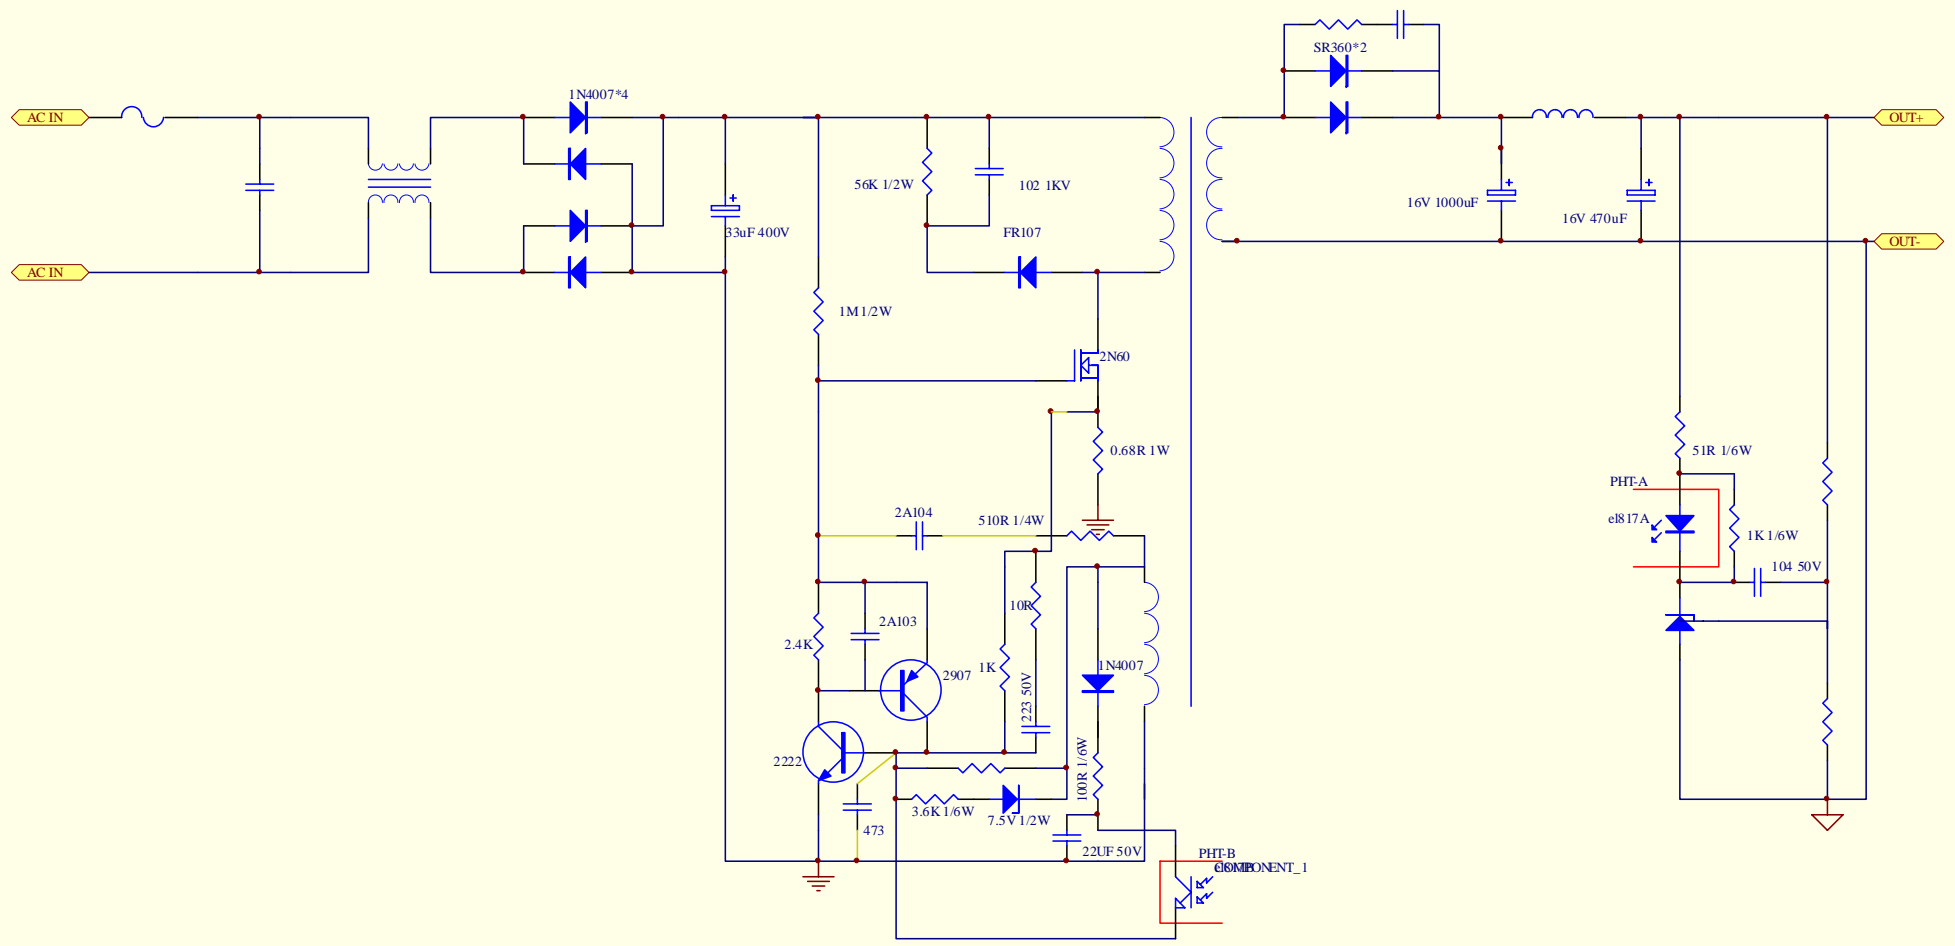 SR360*2
1N4007*4
AC IN
OUT+
56K 1/2W
102 1KV
16V 1000uF
16V 470uF
33uF 400V
FR107
OUT-
AC IN
1M 1/2W
2N60
0.68R 1W
51R 1/6W
PHT-A
el817A
2A104
510R 1/4W
1K 1/6W
104 50V
10R
2A103
2.4K
1K
1N4007
2907
223 50V
2222
100R 1/6W
3.6K 1/6W
7.5V 1/2W
473
22UF 50V
PHT-B
COMPONENT_1